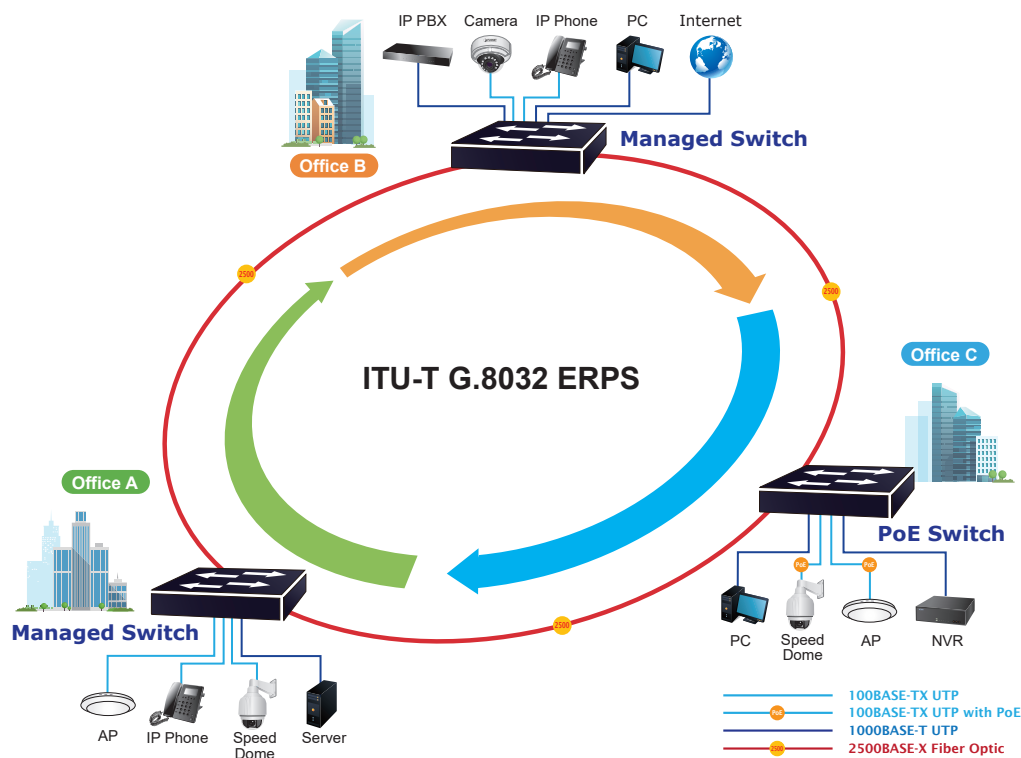 IP PBX
Camera
IP Phone
PC
Internet
Managed Switch
Office B
2500
2500
ITU-T G.8032 ERPS
Office C
Office A
PoE Switch
Managed Switch
PoE
PoE
2500
PC
Speed
Dome
AP
NVR
AP
IP Phone
Speed
Dome
Server
100BASE-TX UTP
PoE
100BASE-TX UTP with PoE
1000BASE-T UTP
2500
2500BASE-X Fiber Optic